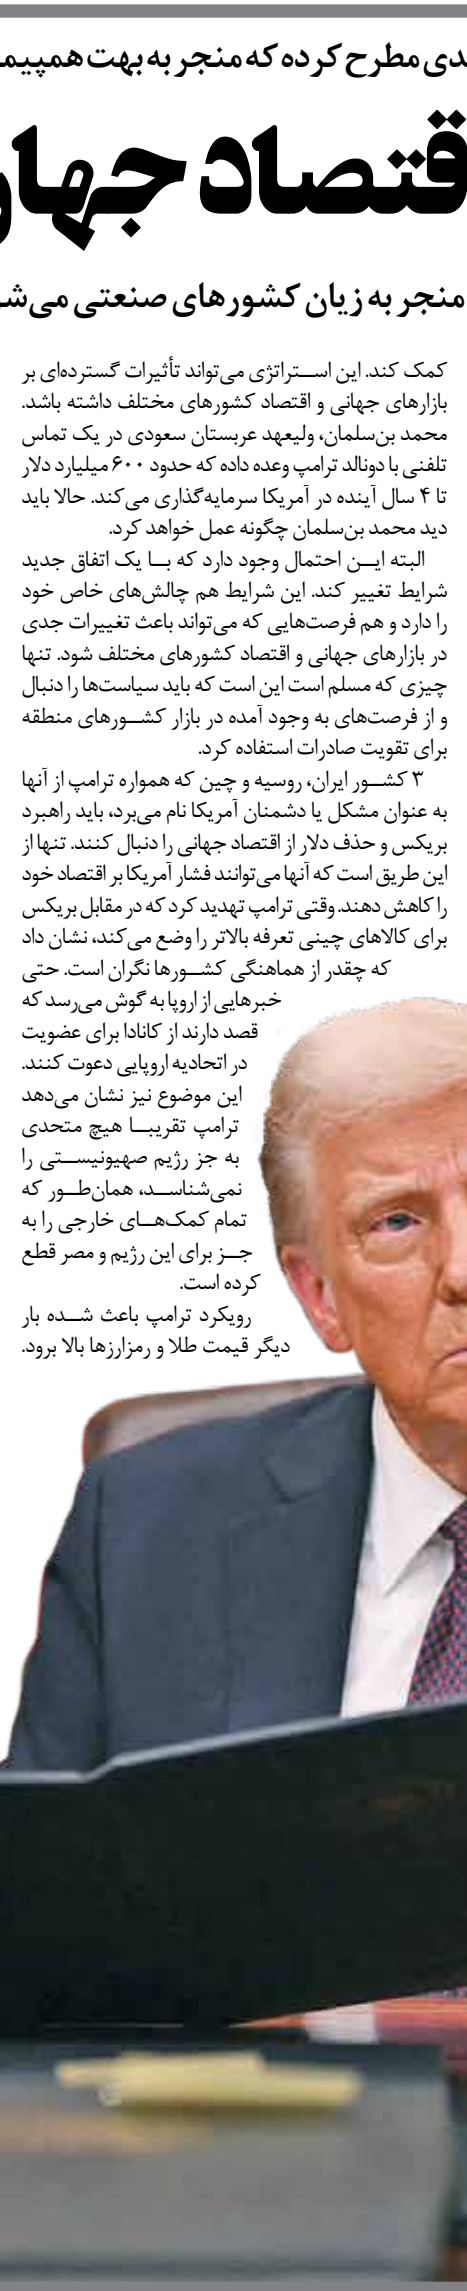 دی مطرح کرده که منجر به بهت همپیما
قتصاد جها
منجر به زیان کشورهای صنعتی می‌ش
کمک کند. این استراتژی می‌تواند تأثیرات گسترده‌ای بر
بازارهای جهانی و اقتصاد کشورهای مختلف داشته باشد.
محمد بن‌سلمان، ولیعهد عربستان سعودی در یک تماس
تلفنی با دونالد ترامپ وعده داده که حدود ۶۰۰ میلیارد دلار
تا ۴ سال آینده در آمریکا سرمایه‌گذاری می‌کند. حالا باید
دید محمد بن‌سلمان چگونه عمل خواهد کرد.
البته این احتمال وجود دارد که با یک اتفاق جدید
شرایط تغییر کند. این شرایط هم چالش‌های خاص خود
را دارد و هم فرصت‌هایی که می‌تواند باعث تغییرات جدی
در بازارهای جهانی و اقتصاد کشورهای مختلف شود. تنها
چیزی که مسلم است این است که باید سیاست‌ها را دنبال
و از فرصت‌های به وجود آمده در بازار کشورهای منطقه
برای تقویت صادرات استفاده کرد.
۳ کشور ایران، روسیه و چین که همواره ترامپ از آنها
به عنوان مشکل یا دشمنان آمریکا نام می‌برد، باید راهبرد
بریکس و حذف دلار از اقتصاد جهانی را دنبال کنند. تنها از
این طریق است که آنها می‌توانند فشار آمریکا بر اقتصاد خود
را کاهش دهند. وقتی ترامپ تهدید کرد که در مقابل بریکس
برای کالاهای چینی تعرفه بالاتر را وضع می‌کند، نشان داد
که چقدر از هماهنگی کشورها نگران است. حتی
خبرهایی از اروپا به گوش می‌رسد که
قصد دارند از کانادا برای عضویت
در اتحادیه اروپایی دعوت کنند.
این موضوع نیز نشان می‌دهد
ترامپ تقریبا هیچ متحدی
به جز رژیم صهیونیستی را
نمی‌شناسد، همان‌طور که
تمام کمک‌های خارجی را به
جز برای این رژیم و مصر قطع
کرده است.
رویکرد ترامپ باعث شده بار
دیگر قیمت طلا و رمزارزها بالا برود.